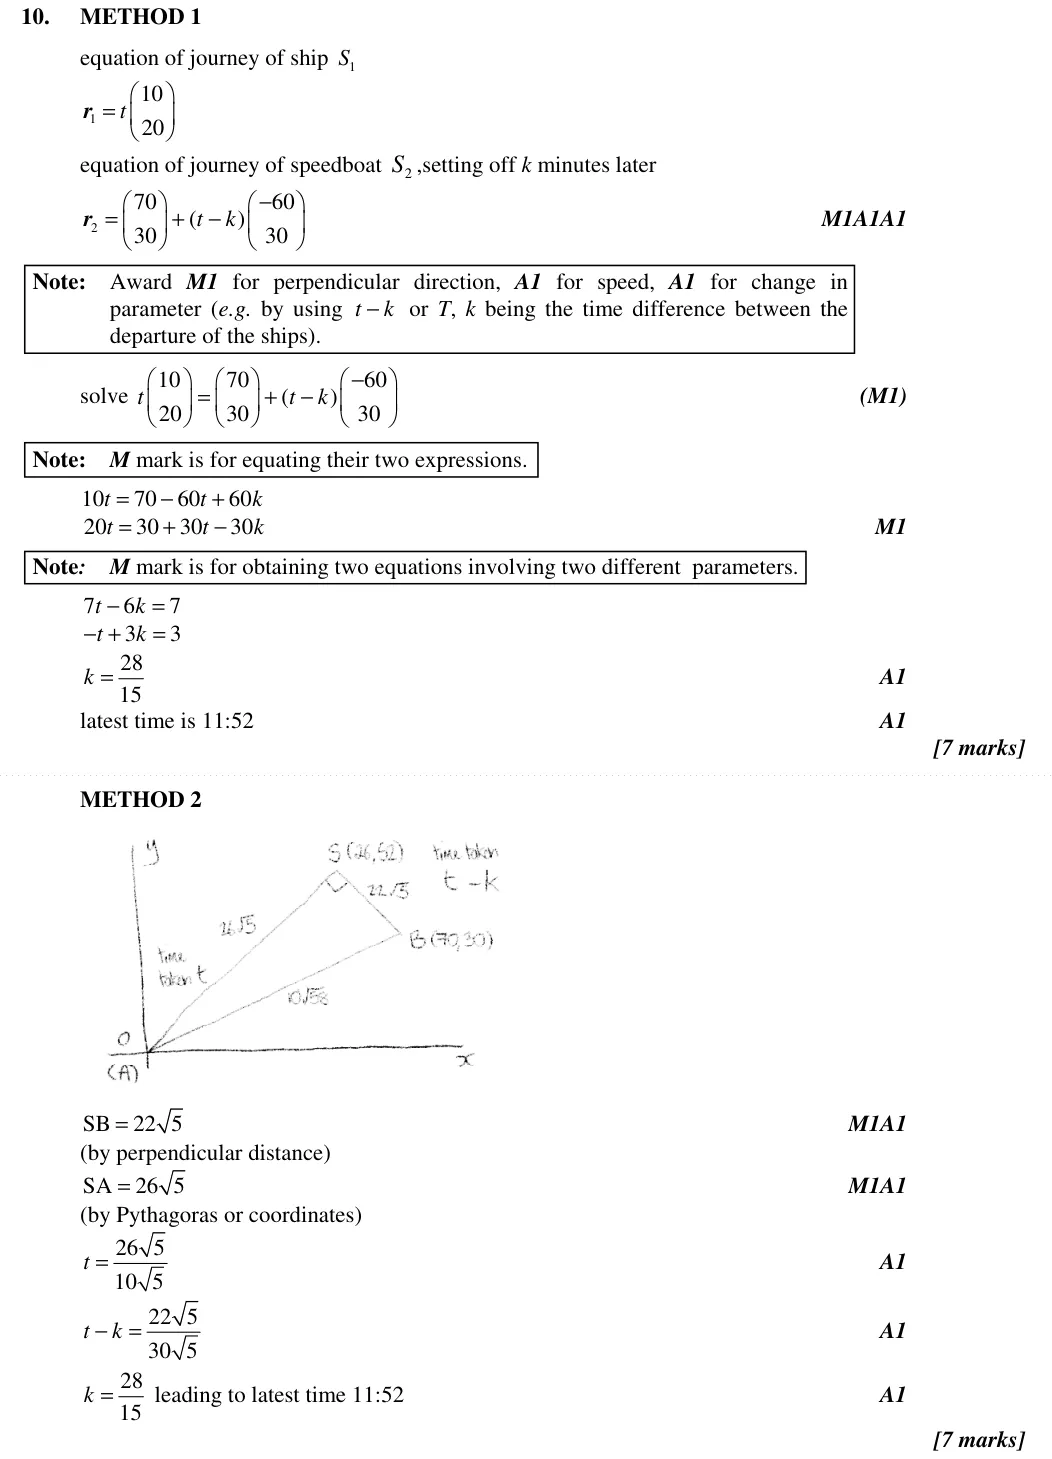 10. METHOD 1
equation of journey of ship S₁
r₁ = t(10 20)
equation of journey of speedboat S₂ ,setting off k minutes later
r₂ = (70 30) + (t − k)(−60 30) M1A1A1
Note: Award M1 for perpendicular direction, A1 for speed, A1 for change in
parameter (e.g. by using t − k or T, k being the time difference between the
departure of the ships).
solve t(10 20) = (70 30) + (t − k)(−60 30) (M1)
Note: M mark is for equating their two expressions.
10t = 70 − 60t + 60k
20t = 30 + 30t − 30k M1
Note: M mark is for obtaining two equations involving two different parameters.
7t − 6k = 7
−t + 3k = 3
k = 28/15 A1
latest time is 11:52 A1
[7 marks]
METHOD 2
y
S (26,52) time taken
t − k
22√5
26√5
B (70,30)
time
taken t
10√58
O
x
(A)
SB = 22√5 M1A1
(by perpendicular distance)
SA = 26√5 M1A1
(by Pythagoras or coordinates)
t = 26√5/10√5 A1
t − k = 22√5/30√5 A1
k = 28/15 leading to latest time 11:52 A1
[7 marks]